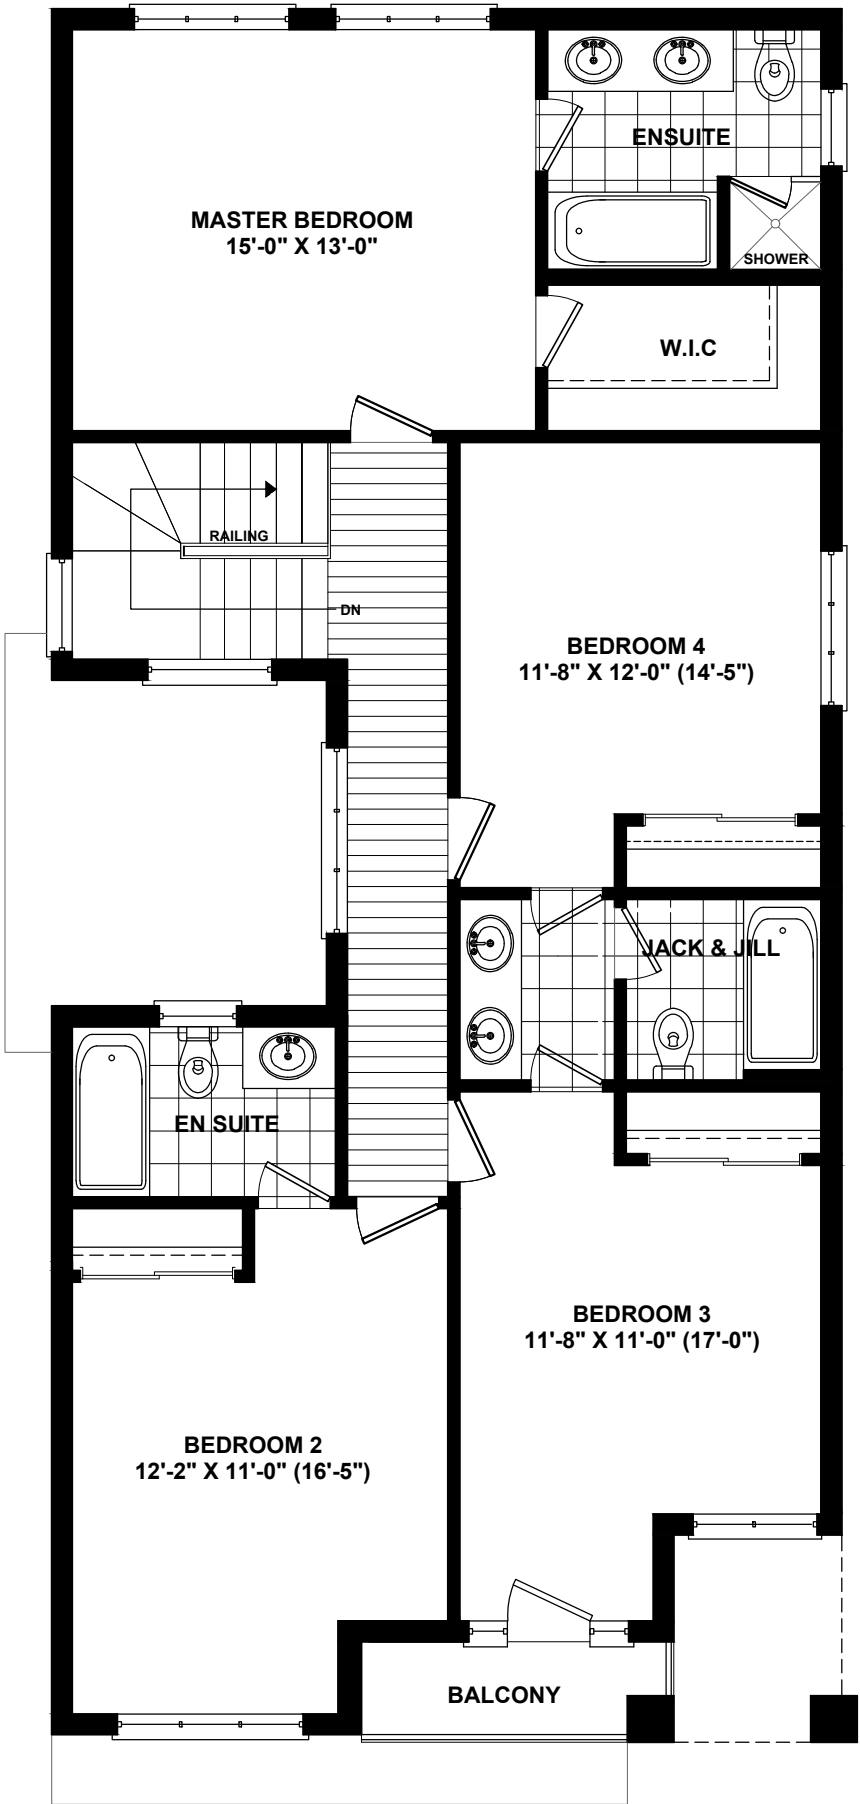 ENSUITE
MASTER BEDROOM
15'-0" X 13'-0"
SHOWER
W.I.C
RAILING
DN
BEDROOM 4
11'-8" X 12'-0" (14'-5")
JACK & JILL
EN SUITE
BEDROOM 3
11'-8" X 11'-0" (17'-0")
BEDROOM 2
12'-2" X 11'-0" (16'-5")
BALCONY